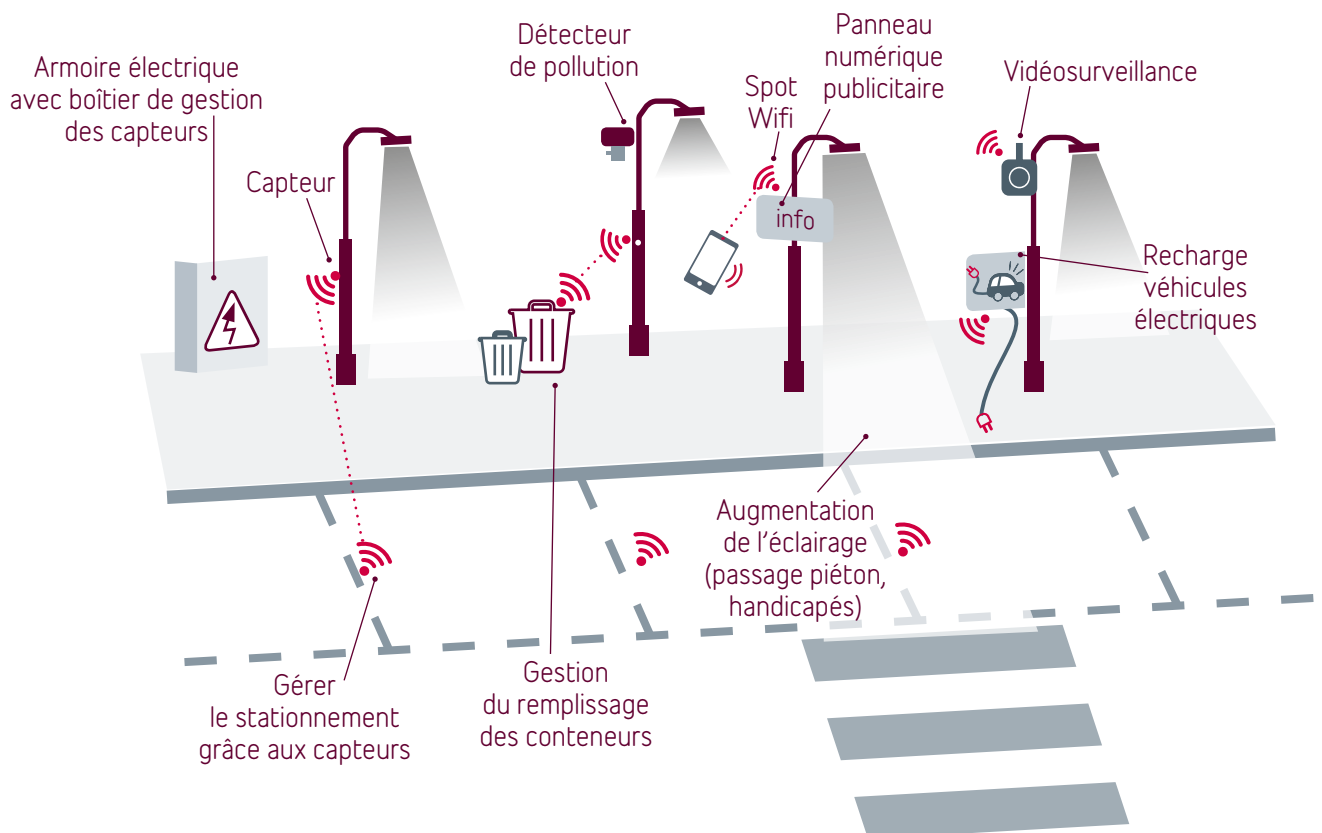 Armoire électrique
avec boîtier de gestion
des capteurs
Capteur
Détecteur
de pollution
Spot
Wifi
Panneau
numérique
publicitaire
info
Vidéosurveillance
Recharge
véhicules
électriques
Augmentation
de l'éclairage
(passage piéton,
handicapés)
Gérer
le stationnement
grâce aux capteurs
Gestion
du remplissage
des conteneurs